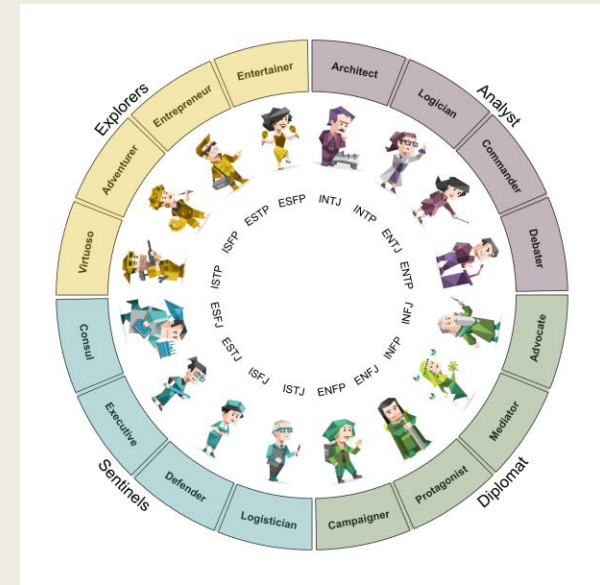 Explorers
Analyst
Sentinels
Diplomat
Architect
Logician
Commander
Debater
Advocate
Mediator
Protagonist
Campaigner
Logistician
Defender
Executive
Consul
Virtuoso
Adventurer
Entrepreneur
Entertainer
INTJ
INTP
ENTJ
ENTP
INFJ
INFP
ENFJ
ENFP
ISTJ
ISFJ
ESTJ
ESFJ
ISTP
ISFP
ESTP
ESFP